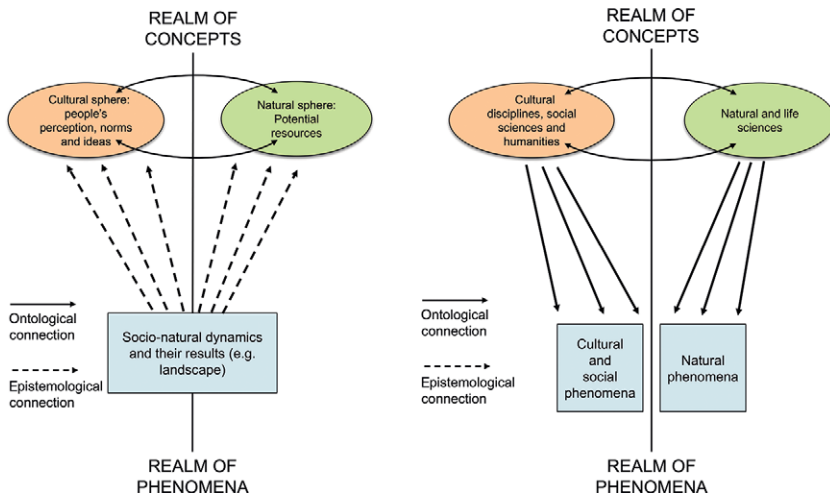 REALM OF
CONCEPTS
Cultural sphere:
people's
perception, norms
and ideas
Natural sphere:
Potential
resources
Ontological
connection
Epistemological
connection
Socio-natural dynamics
and their results (e.g.
landscape)
REALM OF
PHENOMENA
REALM OF
CONCEPTS
Cultural
disciplines, social
sciences and
humanities
Natural and life
sciences
Ontological
connection
Epistemological
connection
Cultural
and
social
phenomena
Natural
phenomena
REALM OF
PHENOMENA